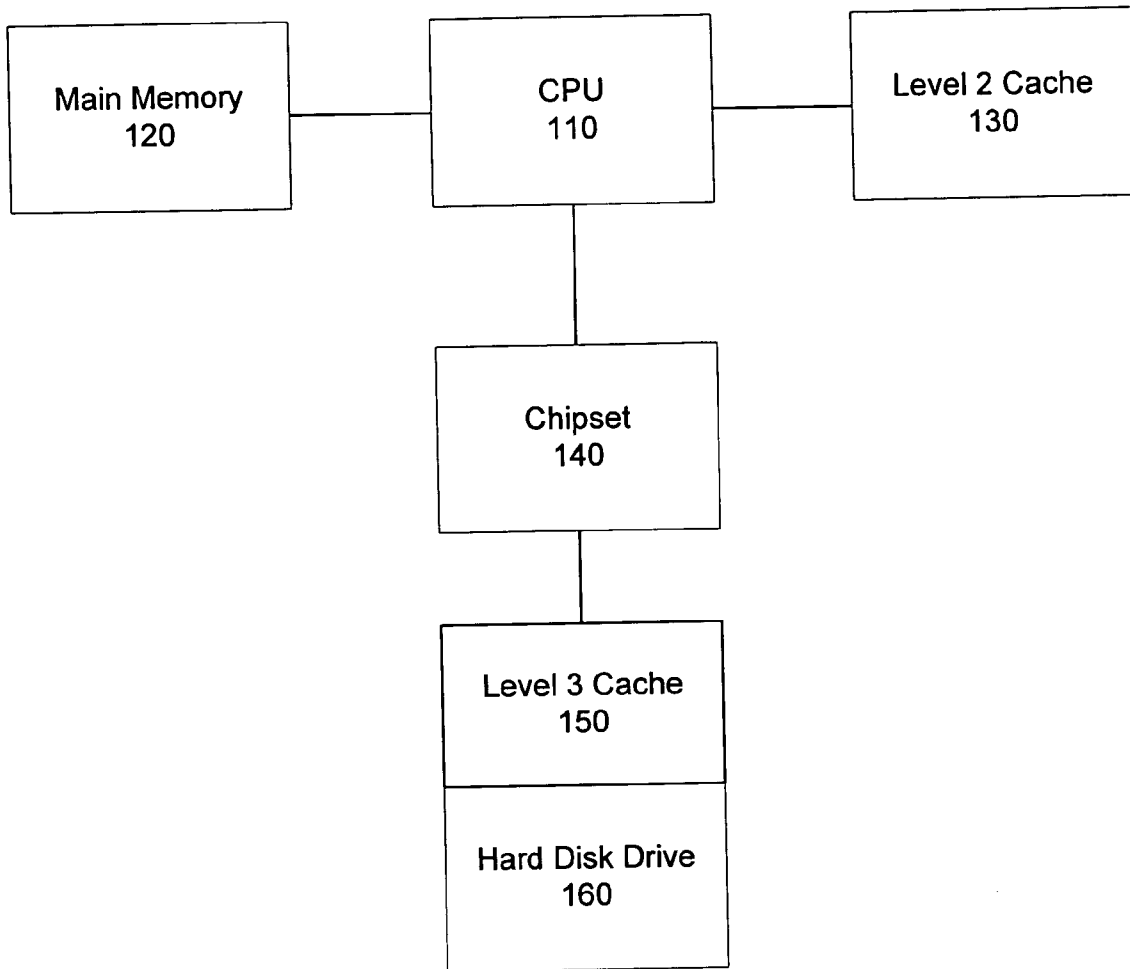 Main Memory
120
CPU
110
Level 2 Cache
130
Chipset
140
Level 3 Cache
150
Hard Disk Drive
160